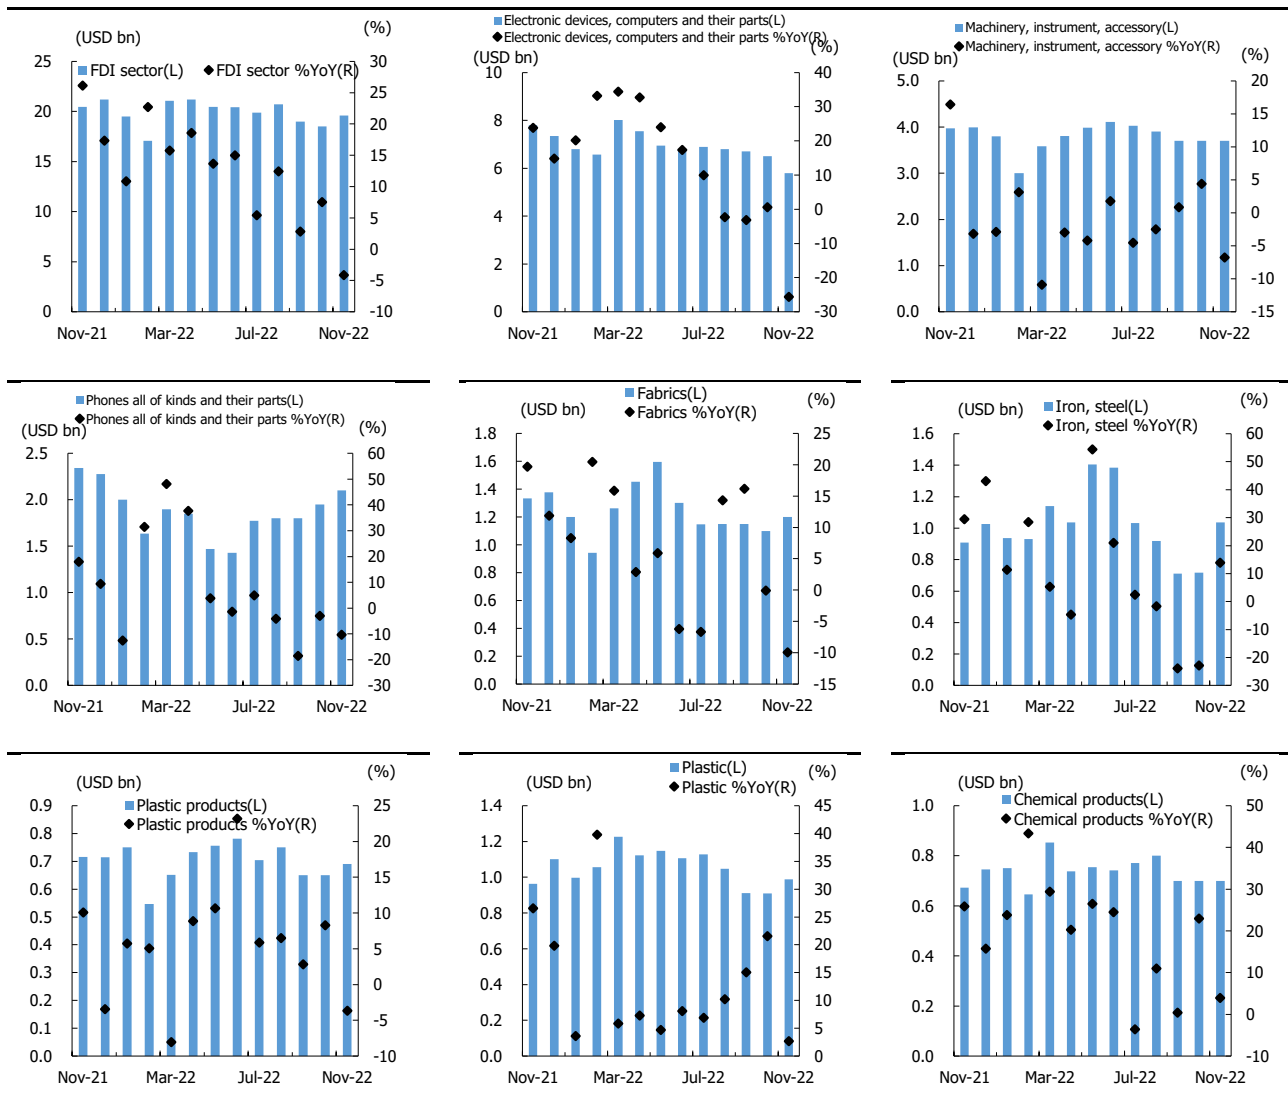 (USD bn)
(%)
FDI sector(L)
FDI sector %YoY(R)
25
20
15
10
5
0
30
25
20
15
10
5
0
-5
-10
Nov-21
Mar-22
Jul-22
Nov-22
Electronic devices, computers and their parts(L)
Electronic devices, computers and their parts %YoY(R)
(USD bn)
(%)
10
8
6
4
2
0
40
30
20
10
0
-10
-20
-30
Nov-21
Mar-22
Jul-22
Nov-22
Machinery, instrument, accessory(L)
Machinery, instrument, accessory %YoY(R)
(USD bn)
(%)
5.0
4.0
3.0
2.0
1.0
0.0
20
15
10
5
0
-5
-10
-15
Nov-21
Mar-22
Jul-22
Nov-22
Phones all of kinds and their parts(L)
Phones all of kinds and their parts %YoY(R)
(USD bn)
(%)
2.5
2.0
1.5
1.0
0.5
0.0
60
50
40
30
20
10
0
-10
-20
-30
Nov-21
Mar-22
Jul-22
Nov-22
Fabrics(L)
Fabrics %YoY(R)
(USD bn)
(%)
1.8
1.6
1.4
1.2
1.0
0.8
0.6
0.4
0.2
0.0
25
20
15
10
5
0
-5
-10
-15
Nov-21
Mar-22
Jul-22
Nov-22
Iron, steel(L)
Iron, steel %YoY(R)
(USD bn)
(%)
1.6
1.4
1.2
1.0
0.8
0.6
0.4
0.2
0.0
60
50
40
30
20
10
0
-10
-20
-30
Nov-21
Mar-22
Jul-22
Nov-22
(USD bn)
(%)
Plastic products(L)
Plastic products %YoY(R)
0.9
0.8
0.7
0.6
0.5
0.4
0.3
0.2
0.1
0.0
25
20
15
10
5
0
-5
-10
Nov-21
Mar-22
Jul-22
Nov-22
Plastic(L)
Plastic %YoY(R)
(USD bn)
(%)
1.4
1.2
1.0
0.8
0.6
0.4
0.2
0.0
45
40
35
30
25
20
15
10
5
0
Nov-21
Mar-22
Jul-22
Nov-22
(USD bn)
(%)
Chemical products(L)
Chemical products %YoY(R)
1.0
0.8
0.6
0.4
0.2
0.0
50
40
30
20
10
0
-10
Nov-21
Mar-22
Jul-22
Nov-22